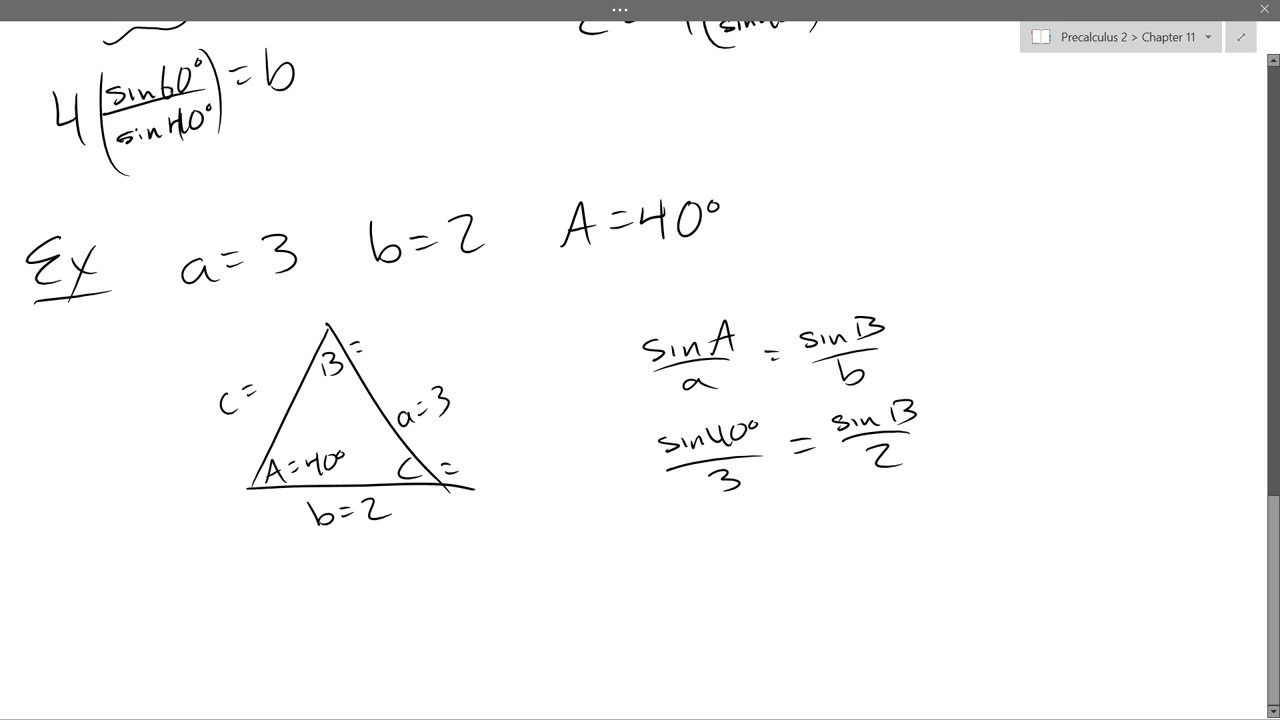 Precalculus 2 > Chapter 11
4(sin60°/sin40°) = b
Ex a=3 b=2 A=40°
B=
c=
a=3
A=40° C=
b=2
sinA/a = sinB/b
sin40°/3 = sinB/2